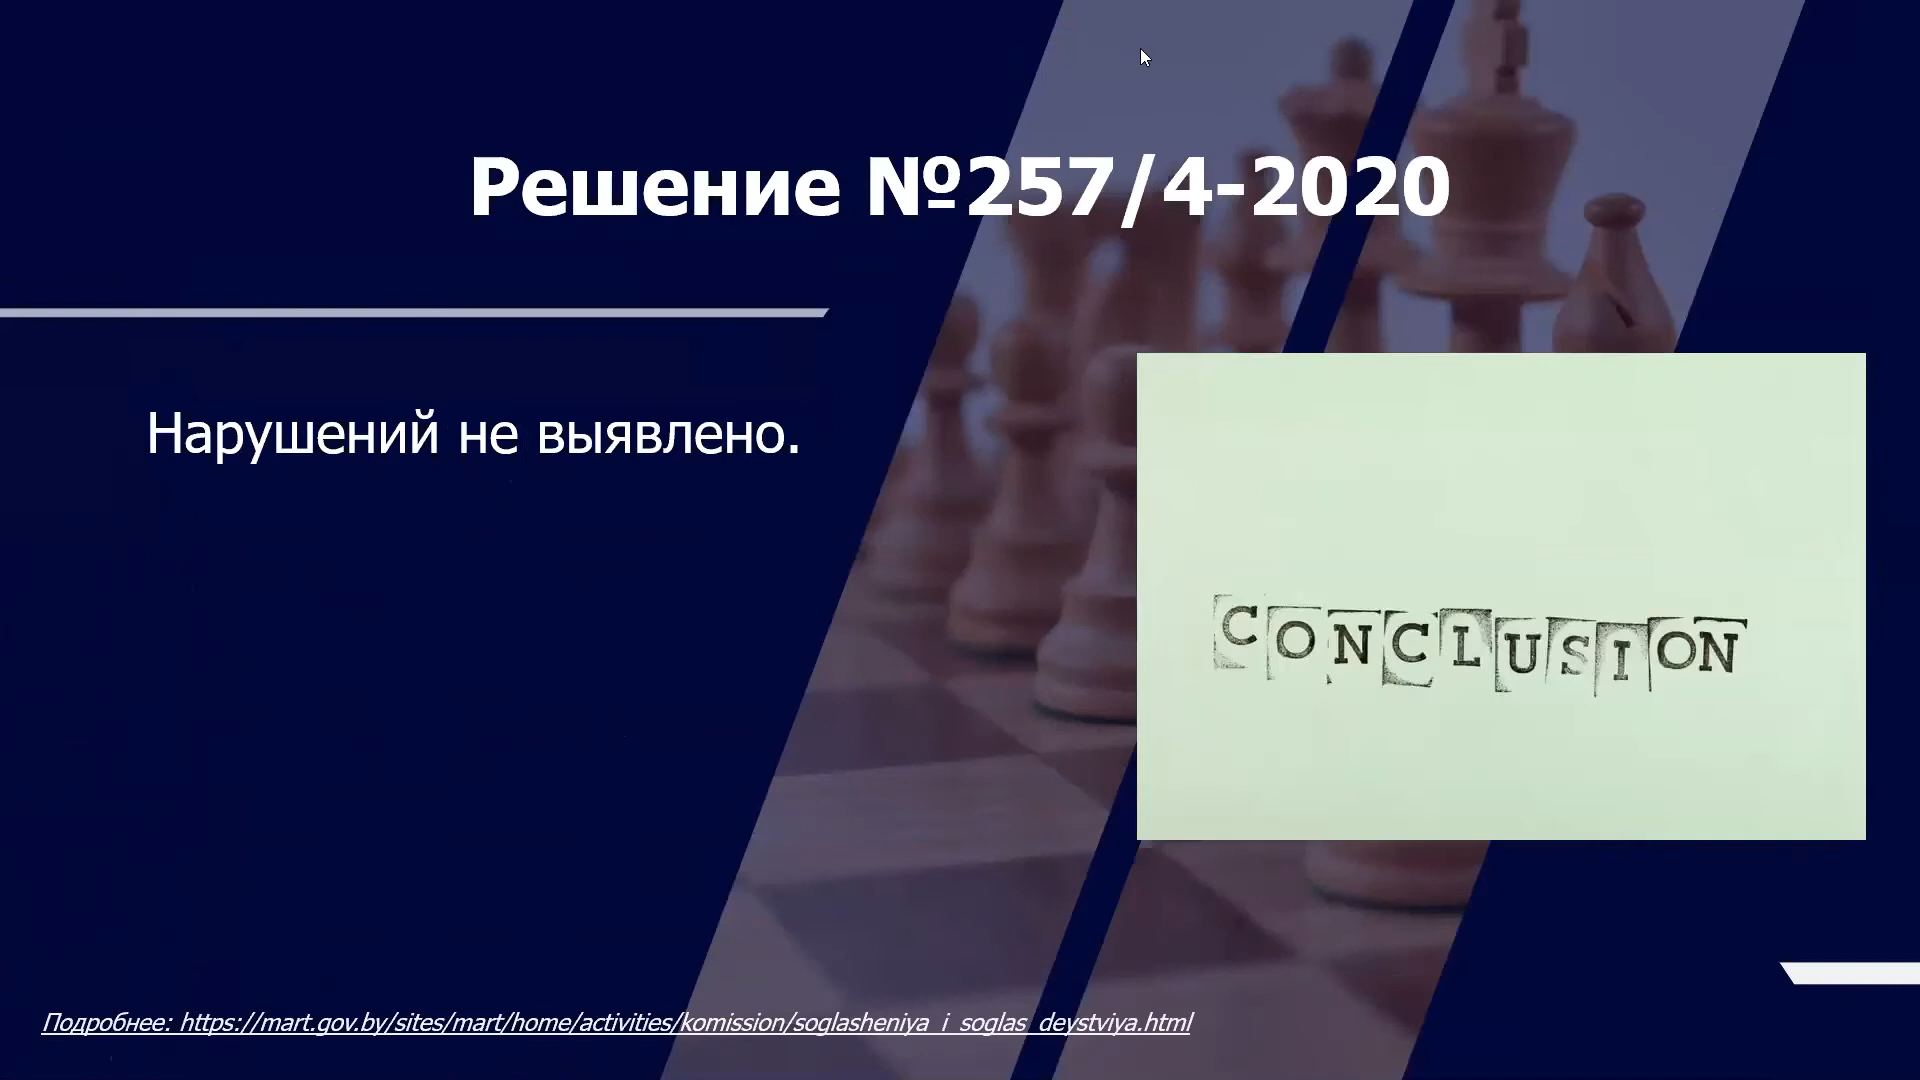 Решение №257/4-2020
Нарушений не выявлено.
CONCLUSION
Подробнее: https://mart.gov.by/sites/mart/home/activities/komission/soglasheniya_i_soglas_deystviya.html